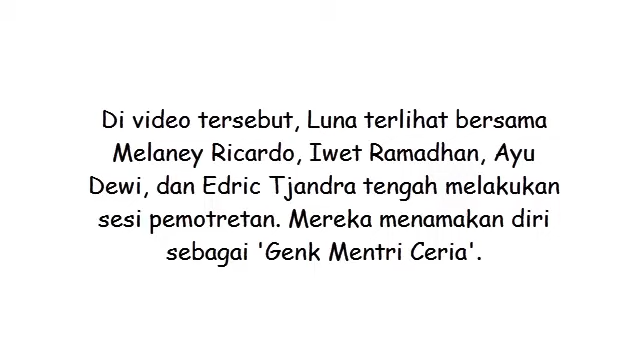 Di video tersebut, Luna terlihat bersama
Melaney Ricardo, Iwet Ramadhan, Ayu
Dewi, dan Edric Tjandra tengah melakukan
sesi pemotretan. Mereka menamakan diri
sebagai 'Genk Mentri Ceria'.